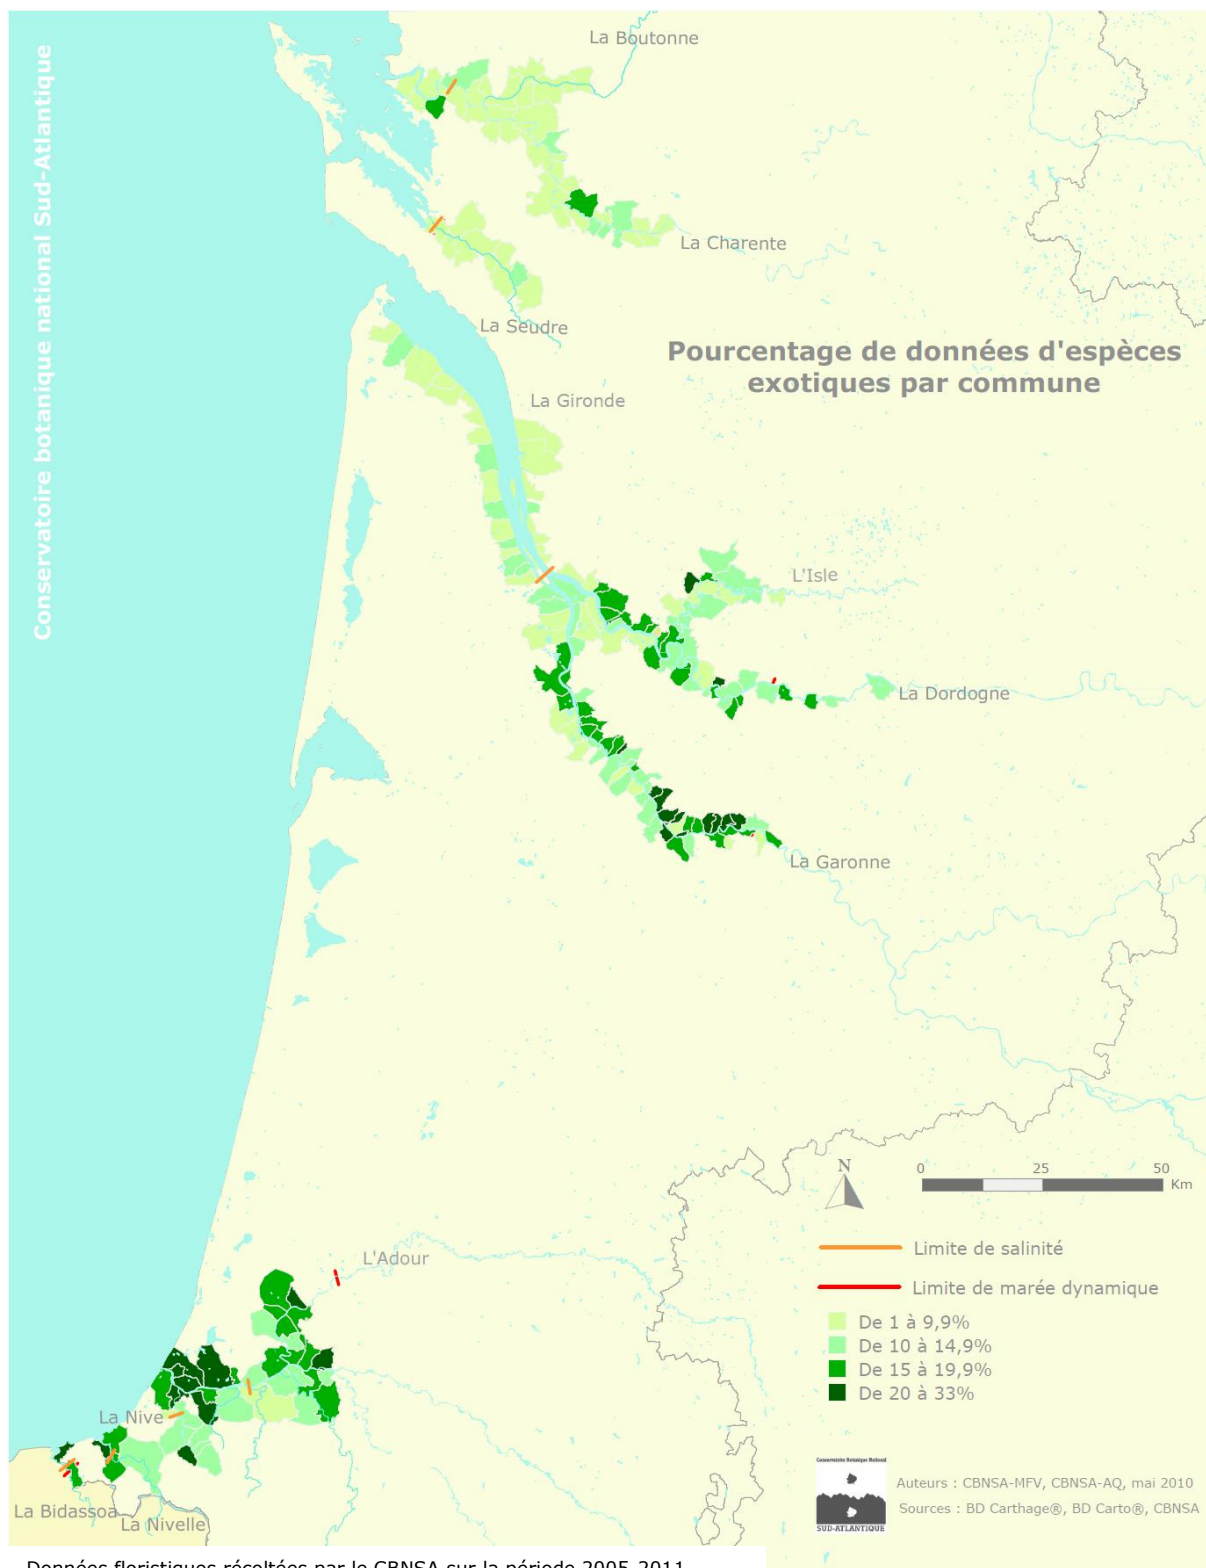 Conservatoire botanique national Sud-Atlantique
La Boutonne
La Charente
La Seudre
Pourcentage de données d'espèces
exotiques par commune
La Gironde
L'Isle
La Dordogne
La Garonne
N
0 25 50
Km
L'Adour
Limite de salinité
Limite de marée dynamique
De 1 à 9,9%
De 10 à 14,9%
De 15 à 19,9%
De 20 à 33%
La Nive
La Bidassoa
La Nivelle
Conservatoire Botanique National
SUD-ATLANTIQUE
Auteurs : CBNSA-MFV, CBNSA-AQ, mai 2010
Sources : BD Carthage®, BD Carto®, CBNSA
Données floristiques récoltées par le CBNSA sur la période 2005-2011